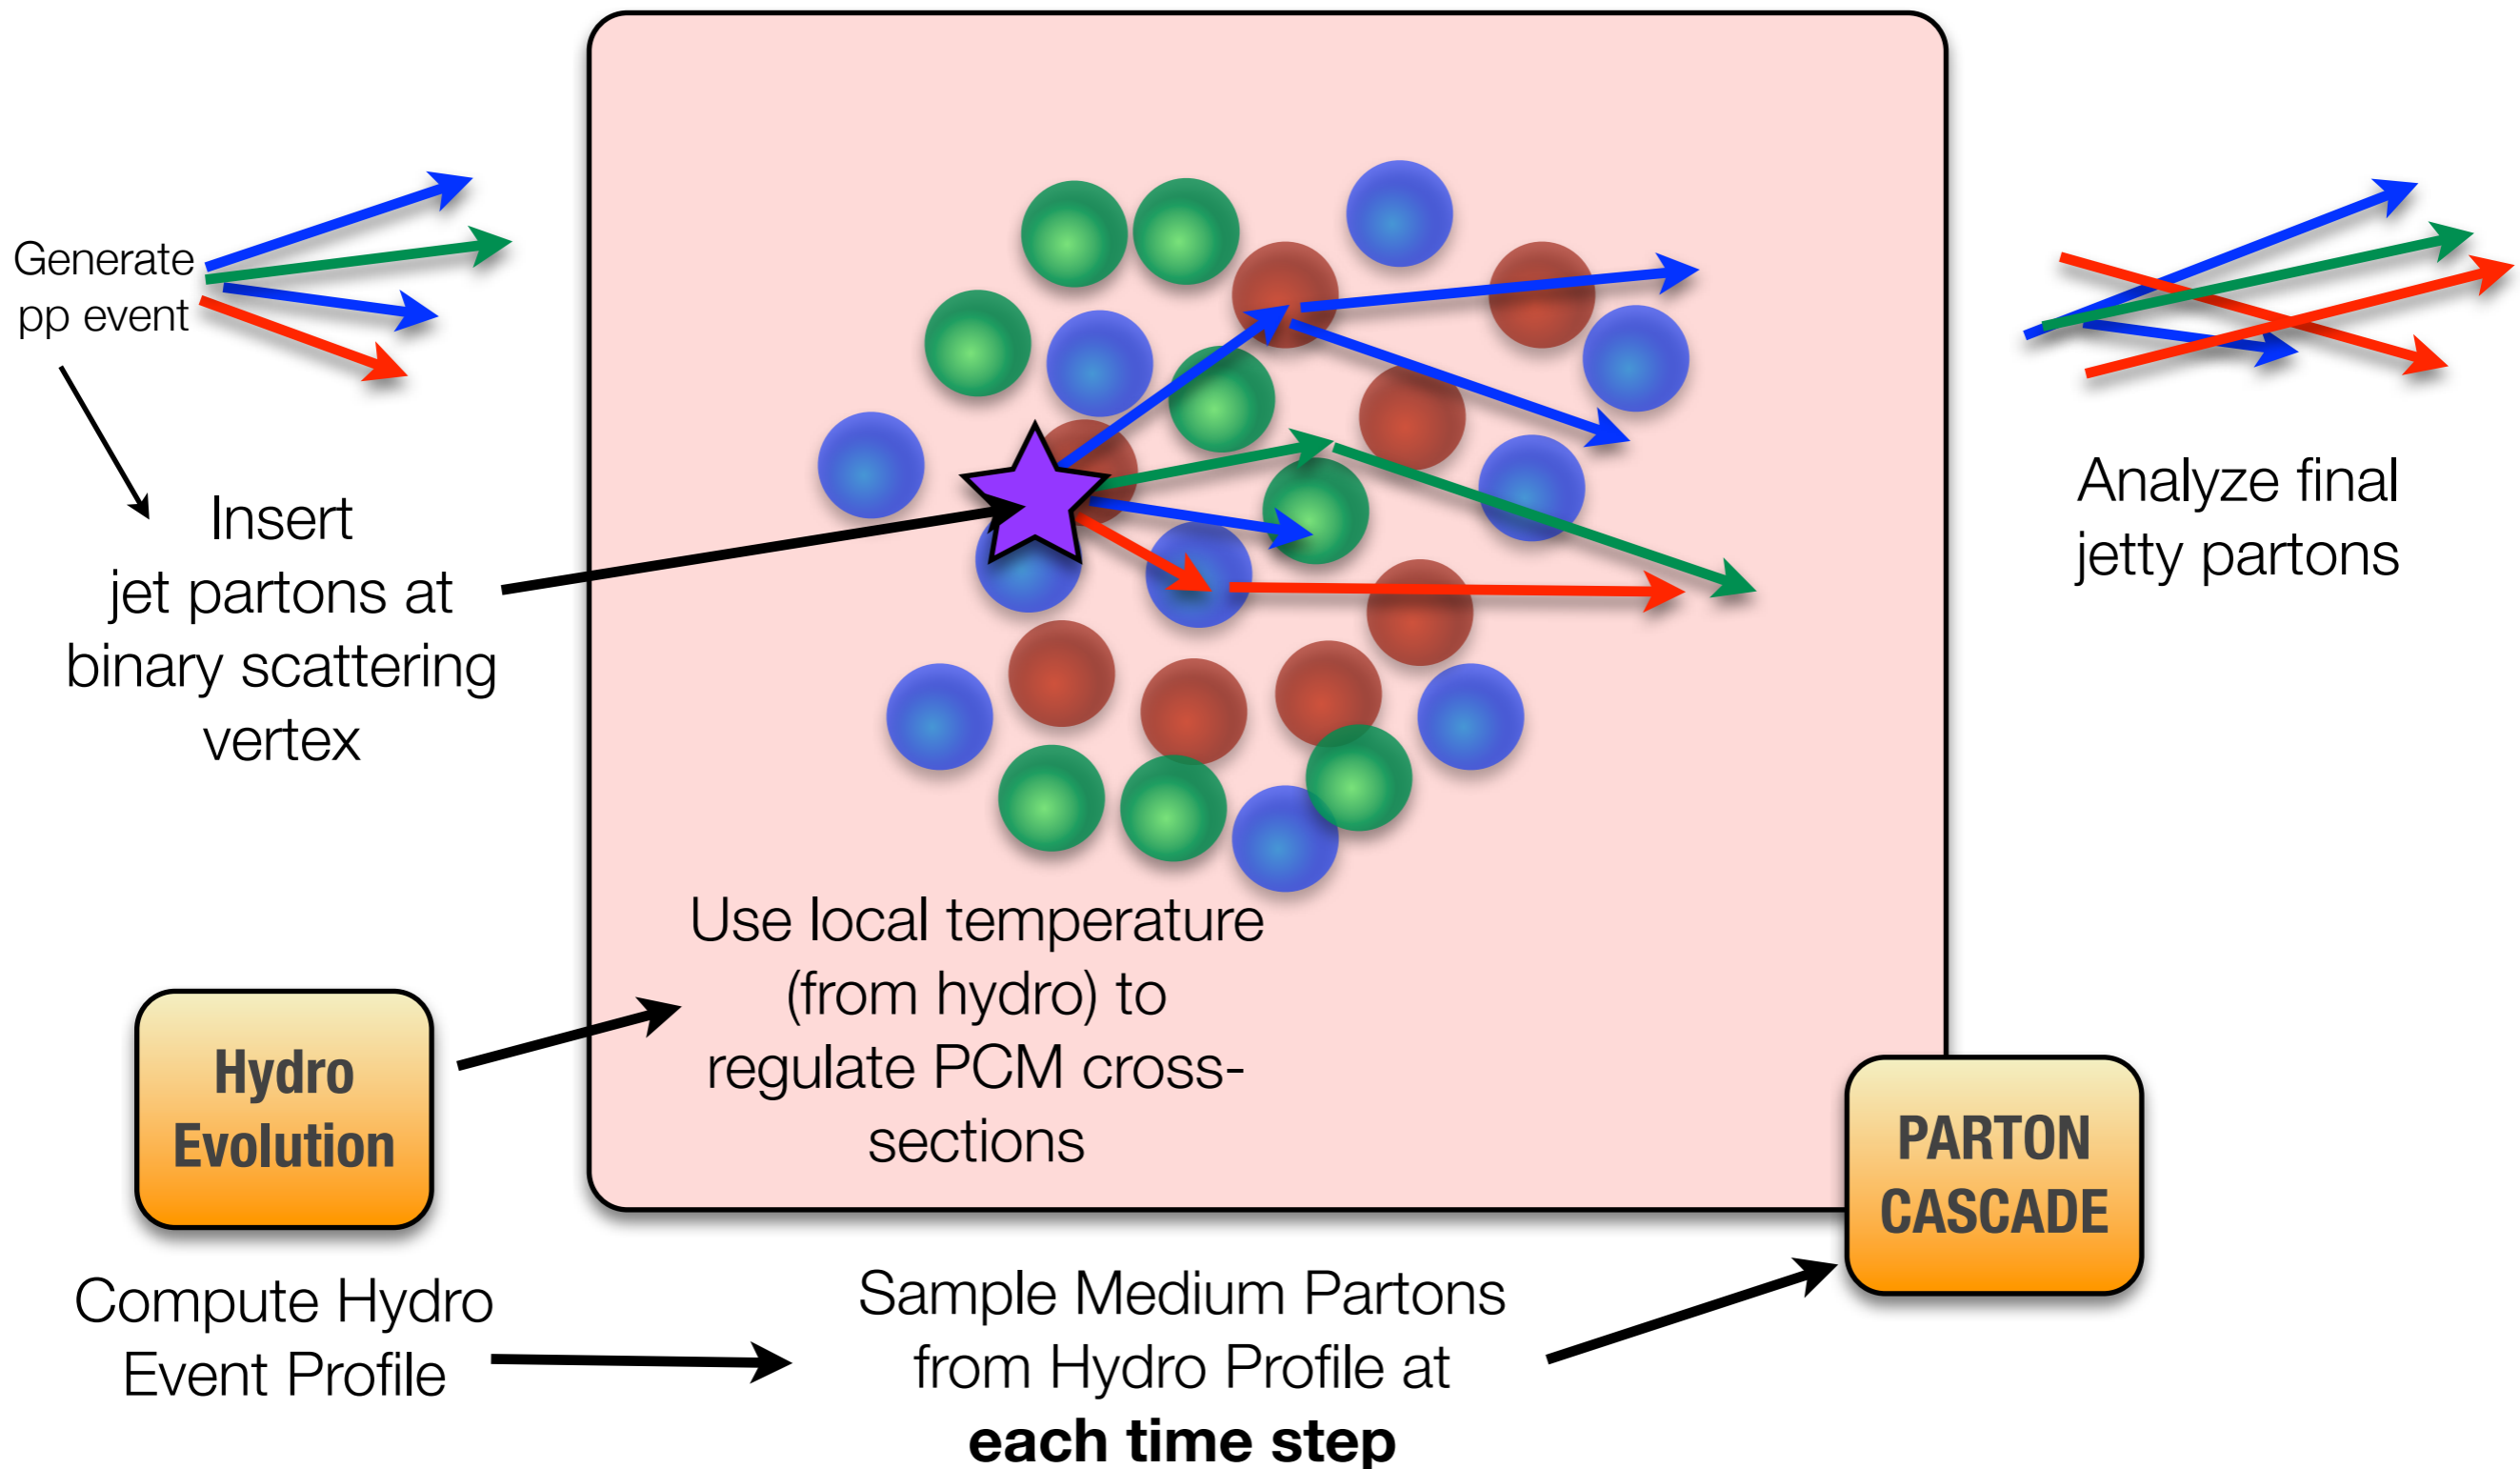 Generate
pp event
Insert
jet partons at
binary scattering
vertex
Analyze final
jetty partons
Use local temperature
(from hydro) to
regulate PCM cross-
sections
Hydro
Evolution
PARTON
CASCADE
Compute Hydro
Event Profile
Sample Medium Partons
from Hydro Profile at
each time step